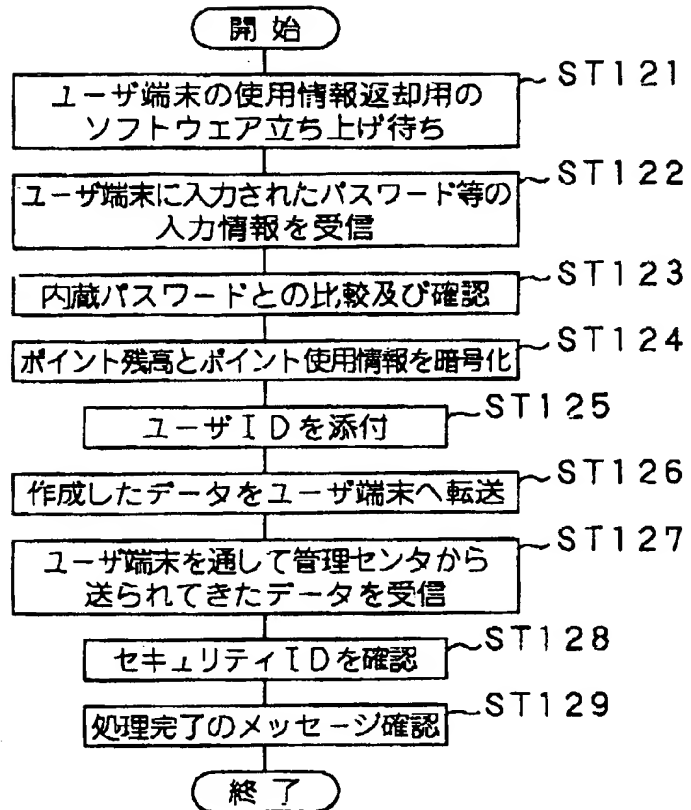 開 始
ST121
ユーザ端末の使用情報返却用の
ソフトウェア立ち上げ待ち
ST122
ユーザ端末に入力されたパスワード等の
入力情報を受信
ST123
内蔵パスワードとの比較及び確認
ST124
ポイント残高とポイント使用情報を暗号化
ST125
ユーザIDを添付
ST126
作成したデータをユーザ端末へ転送
ST127
ユーザ端末を通して管理センタから
送られてきたデータを受信
ST128
セキュリティIDを確認
ST129
処理完了のメッセージ確認
終 了